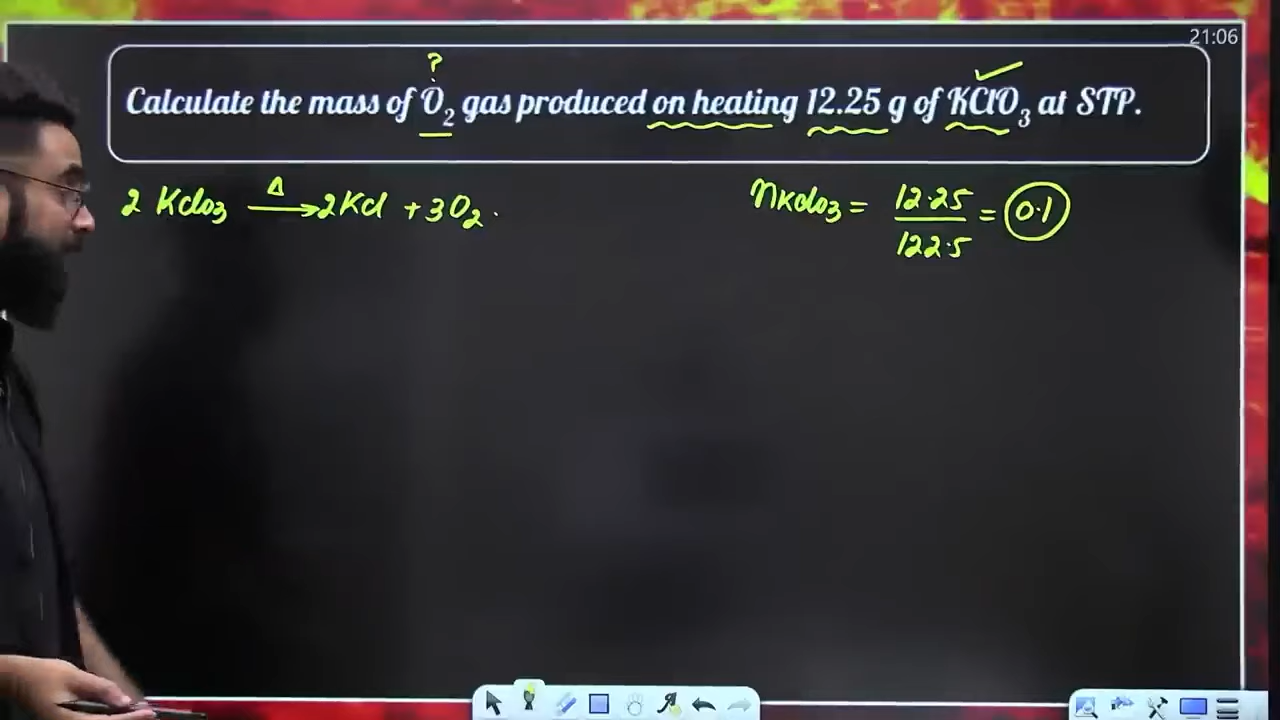 21:06
?
Calculate the mass of O₂ gas produced on heating 12.25 g of KClO₃ at STP.
2 KClO₃ —Δ→ 2KCl + 3O₂.
nKClO₃ = 12.25/122.5 = 0.1